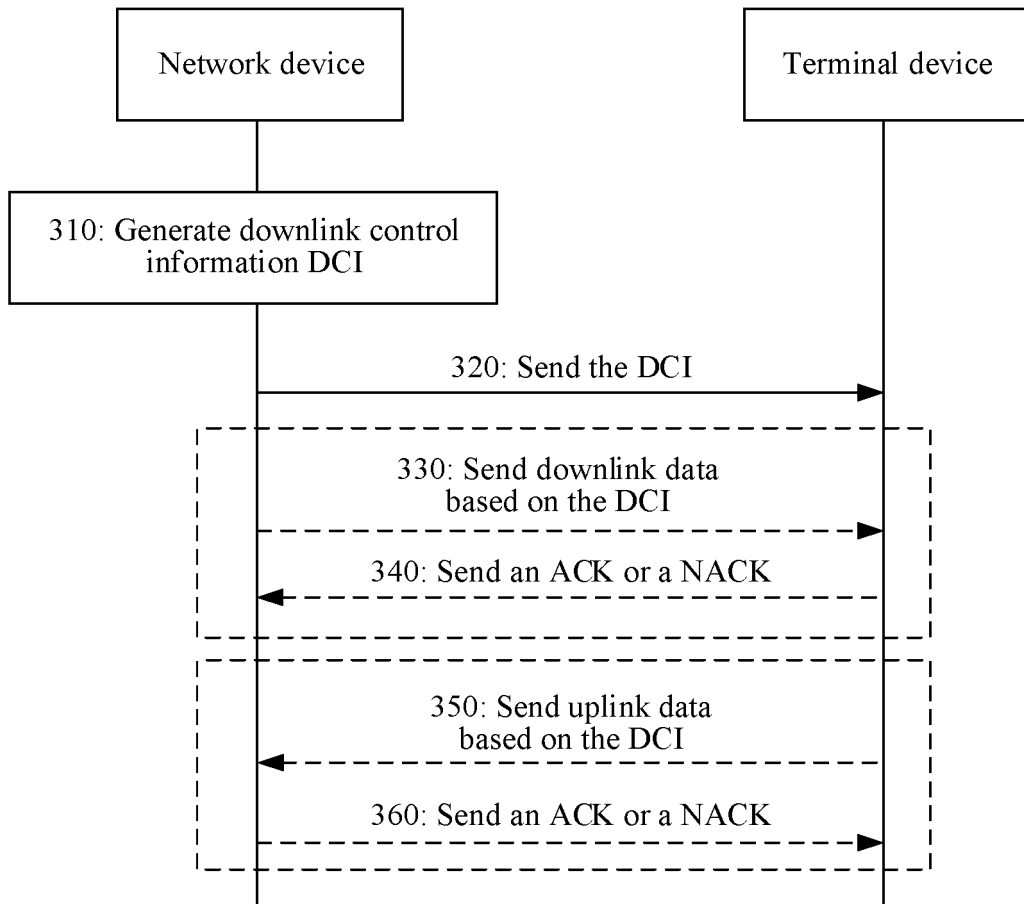 Network device
Terminal device
310: Generate downlink control
information DCI
320: Send the DCI
330: Send downlink data
based on the DCI
340: Send an ACK or a NACK
350: Send uplink data
based on the DCI
360: Send an ACK or a NACK